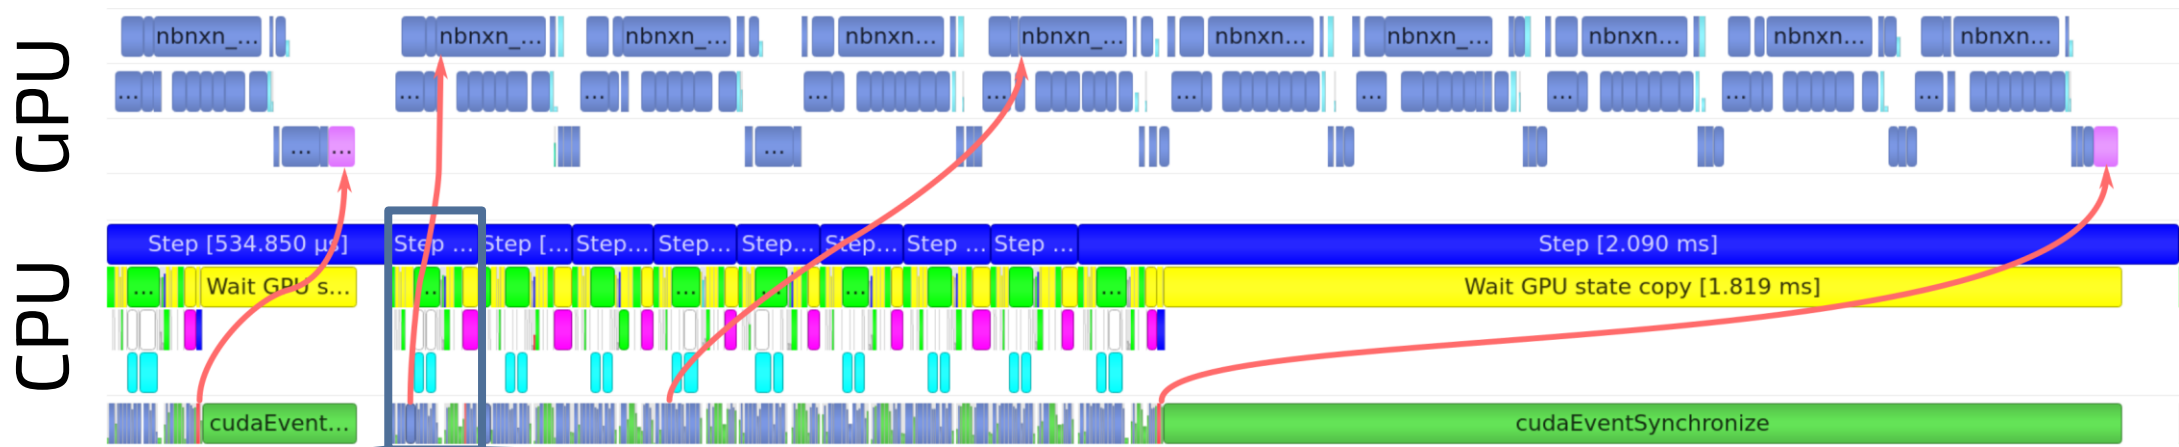 GPU
nbnxn_... nbnxn_... nbnxn_... nbnxn... nbnxn_... nbnxn... nbnxn_... nbnxn... nbnxn... nbnxn...
... ... ... ... ... ... ... ... ... ...
... ... ...
CPU
Step [534.850 µs] Step ... Step [... Step... Step... Step... Step... Step ... Step ... Step [2.090 ms]
... Wait GPU s... ... ... ... ... ... Wait GPU state copy [1.819 ms]
cudaEvent... cudaEventSynchronize